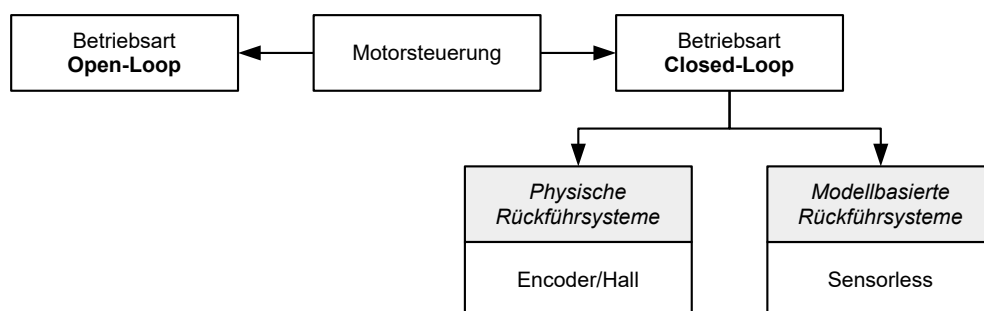 Betriebsart
Open-Loop
Motorsteuerung
Betriebsart
Closed-Loop
Physische
Rückführsysteme
Modellbasierte
Rückführsysteme
Encoder/Hall
Sensorless